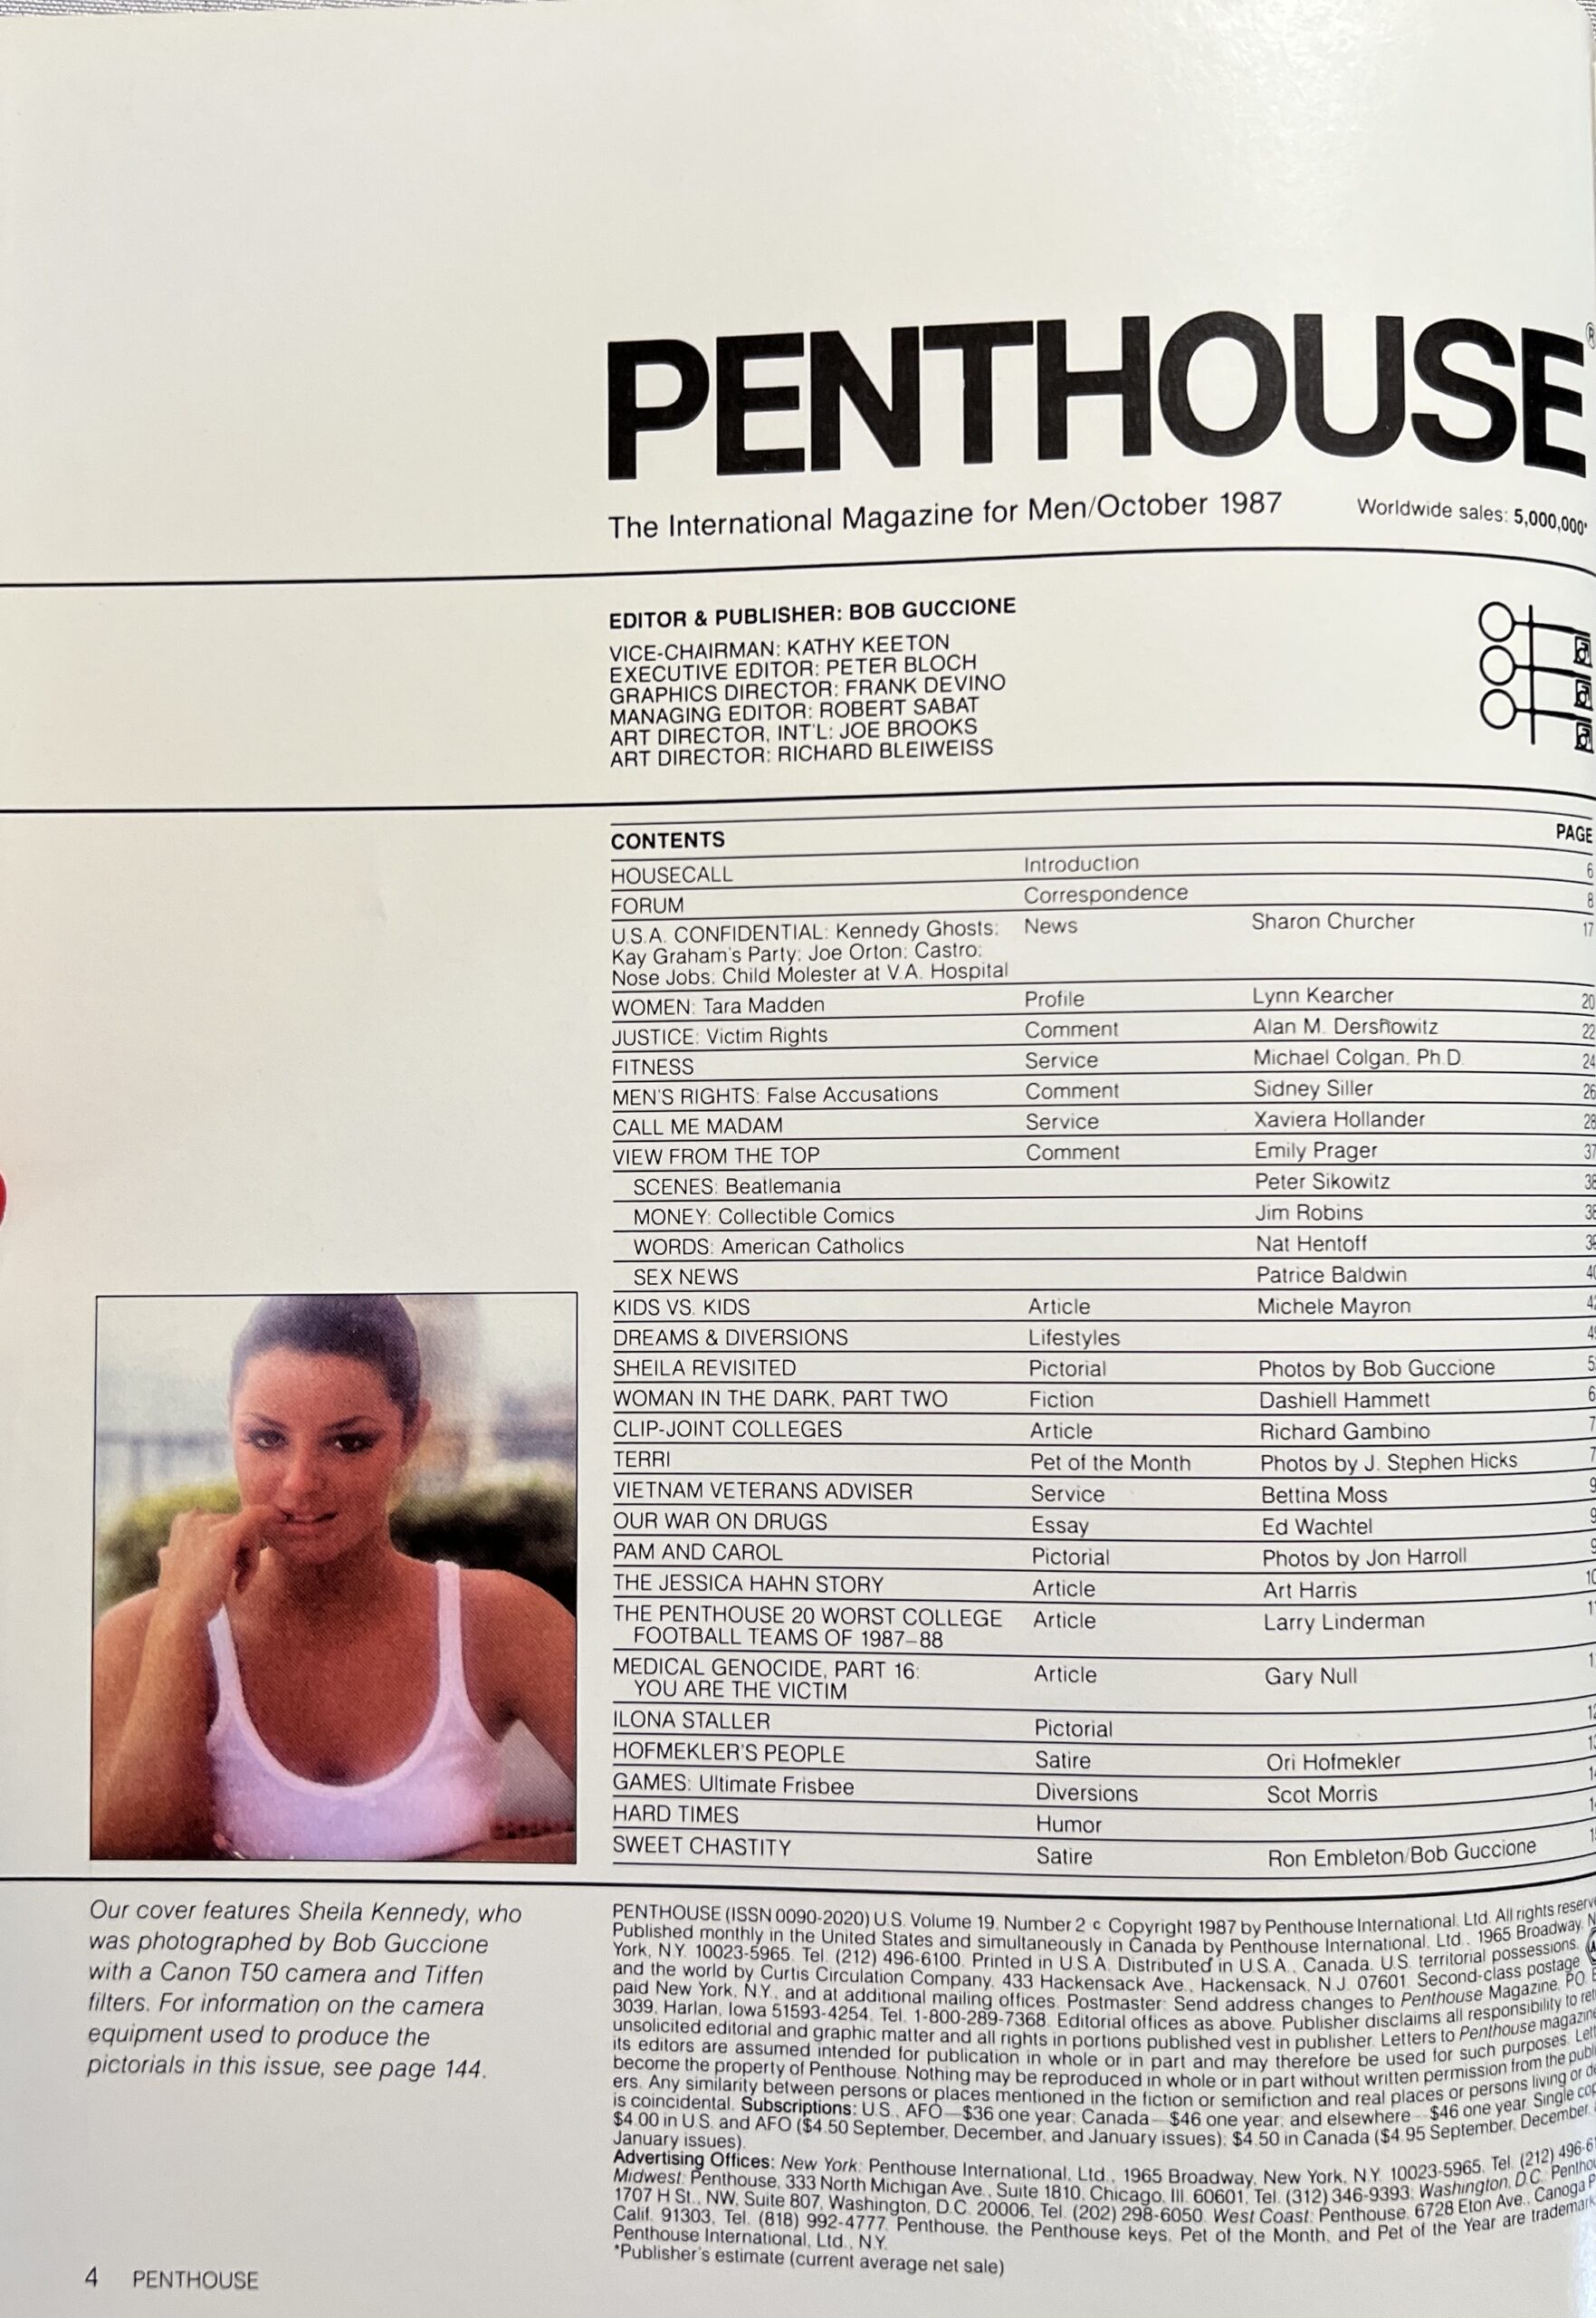 PENTHOUSE®
The International Magazine for Men/October 1987 Worldwide sales: 5,000,000*
EDITOR & PUBLISHER: BOB GUCCIONE
VICE-CHAIRMAN: KATHY KEETON
EXECUTIVE EDITOR: PETER BLOCH
GRAPHICS DIRECTOR: FRANK DEVINO
MANAGING EDITOR: ROBERT SABAT
ART DIRECTOR, INT'L: JOE BROOKS
ART DIRECTOR: RICHARD BLEIWEISS
CONTENTS PAGE
HOUSECALL Introduction 6
FORUM Correspondence 8
U.S.A. CONFIDENTIAL: Kennedy Ghosts; News Sharon Churcher 17
Kay Graham's Party; Joe Orton; Castro;
Nose Jobs; Child Molester at V.A. Hospital
WOMEN: Tara Madden Profile Lynn Kearcher 20
JUSTICE: Victim Rights Comment Alan M. Dershowitz 22
FITNESS Service Michael Colgan, Ph.D. 24
MEN'S RIGHTS: False Accusations Comment Sidney Siller 26
CALL ME MADAM Service Xaviera Hollander 28
VIEW FROM THE TOP Comment Emily Prager 37
SCENES: Beatlemania Peter Sikowitz 38
MONEY: Collectible Comics Jim Robins
WORDS: American Catholics Nat Hentoff
SEX NEWS Patrice Baldwin 40
KIDS VS. KIDS Article Michele Mayron
DREAMS & DIVERSIONS Lifestyles
SHEILA REVISITED Pictorial Photos by Bob Guccione
WOMAN IN THE DARK, PART TWO Fiction Dashiell Hammett
CLIP-JOINT COLLEGES Article Richard Gambino
TERRI Pet of the Month Photos by J. Stephen Hicks
VIETNAM VETERANS ADVISER Service Bettina Moss
OUR WAR ON DRUGS Essay Ed Wachtel
PAM AND CAROL Pictorial Photos by Jon Harroll
THE JESSICA HAHN STORY Article Art Harris
THE PENTHOUSE 20 WORST COLLEGE Article Larry Linderman
FOOTBALL TEAMS OF 1987–88
MEDICAL GENOCIDE, PART 16: Article Gary Null
YOU ARE THE VICTIM
ILONA STALLER Pictorial
HOFMEKLER'S PEOPLE Satire Ori Hofmekler
GAMES: Ultimate Frisbee Diversions Scot Morris
HARD TIMES Humor
SWEET CHASTITY Satire Ron Embleton/Bob Guccione
Our cover features Sheila Kennedy, who
was photographed by Bob Guccione
with a Canon T50 camera and Tiffen
filters. For information on the camera
equipment used to produce the
pictorials in this issue, see page 144.
PENTHOUSE (ISSN 0090-2020) U.S. Volume 19, Number 2 © Copyright 1987 by Penthouse International, Ltd. All rights
Published monthly in the United States and simultaneously in Canada by Penthouse International, Ltd., 1965 Broadway,
York, N.Y. 10023-5965. Tel. (212) 496-6100. Printed in U.S.A. Distributed in U.S.A., Canada, U.S. territorial possessions,
and the world by Curtis Circulation Company, 433 Hackensack Ave., Hackensack, N.J. 07601. Second-class postage
paid New York, N.Y., and at additional mailing offices. Postmaster: Send address changes to Penthouse Magazine, P.O.
3039, Harlan, Iowa 51593-4254, Tel. 1-800-289-7368. Editorial offices as above. Publisher disclaims all responsibility to
unsolicited editorial and graphic matter and all rights in portions published vest in publisher. Letters to Penthouse
its editors are assumed intended for publication in whole or in part and may therefore be used for such purposes.
become the property of Penthouse. Nothing may be reproduced in whole or in part without written permission from the
ers. Any similarity between persons or places mentioned in the fiction or semifiction and real places or persons living or
is coincidental. Subscriptions: U.S., AFO—$36 one year; Canada—$46 one year; and elsewhere—$46 one year. Single
$4.00 in U.S. and AFO ($4.50 September, December, and January issues); $4.50 in Canada ($4.95 September, December,
January issues).
Advertising Offices: New York: Penthouse International, Ltd., 1965 Broadway, New York, N.Y. 10023-5965, Tel. (212)
Midwest: Penthouse, 333 North Michigan Ave., Suite 1810, Chicago, Ill. 60601, Tel. (312) 346-9393; Washington, D.C.
1707 H St., NW, Suite 807, Washington, D.C. 20006, Tel. (202) 298-6050. West Coast: Penthouse, 6728 Eton Ave., Canoga
Calif. 91303, Tel. (818) 992-4777. Penthouse, the Penthouse keys, Pet of the Month, and Pet of the Year are
Penthouse International, Ltd., N.Y.
*Publisher's estimate (current average net sale)
4 PENTHOUSE